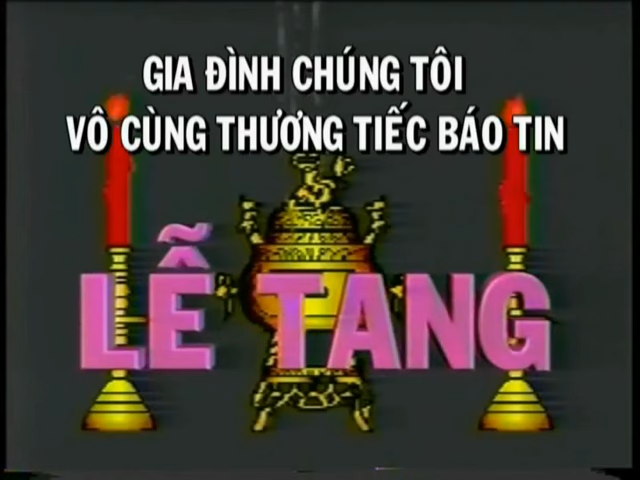 GIA ĐÌNH CHÚNG TÔI
VÔ CÙNG THƯƠNG TIẾC BÁO TIN
LỄ TANG